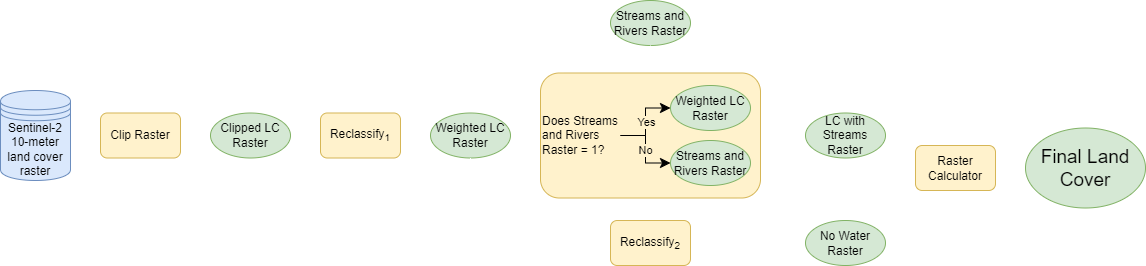 Streams and
Rivers Raster
Sentinel-2
10-meter
land cover
raster
Clip Raster
Clipped LC
Raster
Reclassify1
Weighted LC
Raster
Does Streams
and Rivers
Raster = 1?
Yes
No
Weighted LC
Raster
Streams and
Rivers Raster
LC with
Streams
Raster
Reclassify2
No Water
Raster
Raster
Calculator
Final Land
Cover